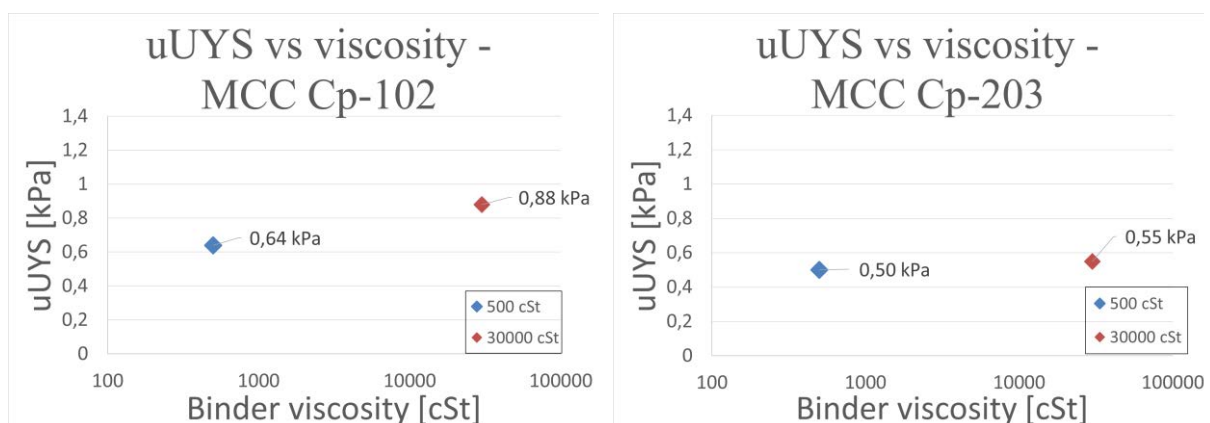 uUYS vs viscosity -
MCC Cp-102
1,4
1,2
1
0,8
0,6
0,4
0,2
0
uUYS [kPa]
0,88 kPa
0,64 kPa
500 cSt
30000 cSt
100
1000
10000
100000
Binder viscosity [cSt]
uUYS vs viscosity -
MCC Cp-203
1,4
1,2
1
0,8
0,6
0,4
0,2
0
uUYS [kPa]
0,55 kPa
0,50 kPa
500 cSt
30000 cSt
100
1000
10000
100000
Binder viscosity [cSt]